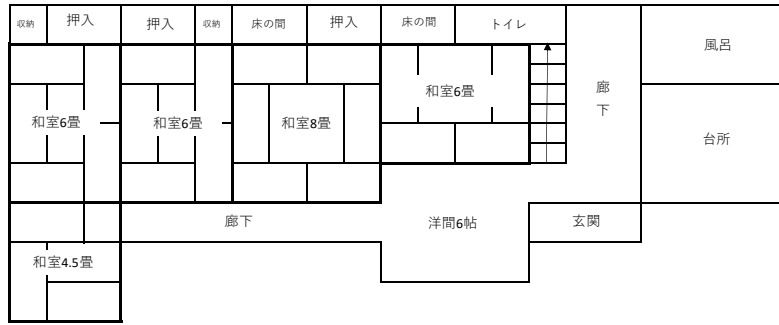 収納
押入
押入
収納
床の間
押入
床の間
トイレ
風呂
廊下
和室6畳
和室6畳
和室8畳
和室6畳
台所
廊下
洋間6帖
玄関
和室4.5畳